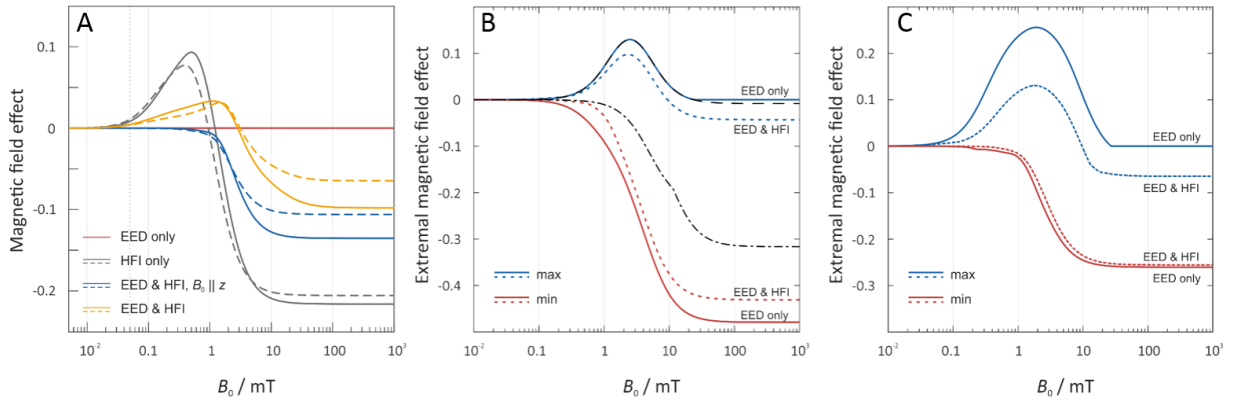 A
Magnetic field effect
0.1
0
-0.1
-0.2
EED only
HFI only
EED & HFI, B₀ || z
EED & HFI
10⁻² 0.1 1 10 100 10³
B₀ / mT
B
Extremal magnetic field effect
0.1
0
-0.1
-0.2
-0.3
-0.4
EED only
EED & HFI
max
min
EED & HFI
EED only
10⁻² 0.1 1 10 100 10³
B₀ / mT
C
Extremal magnetic field effect
0.2
0.1
0
-0.1
-0.2
-0.3
EED only
EED & HFI
EED & HFI
EED only
max
min
10⁻² 0.1 1 10 100 10³
B₀ / mT